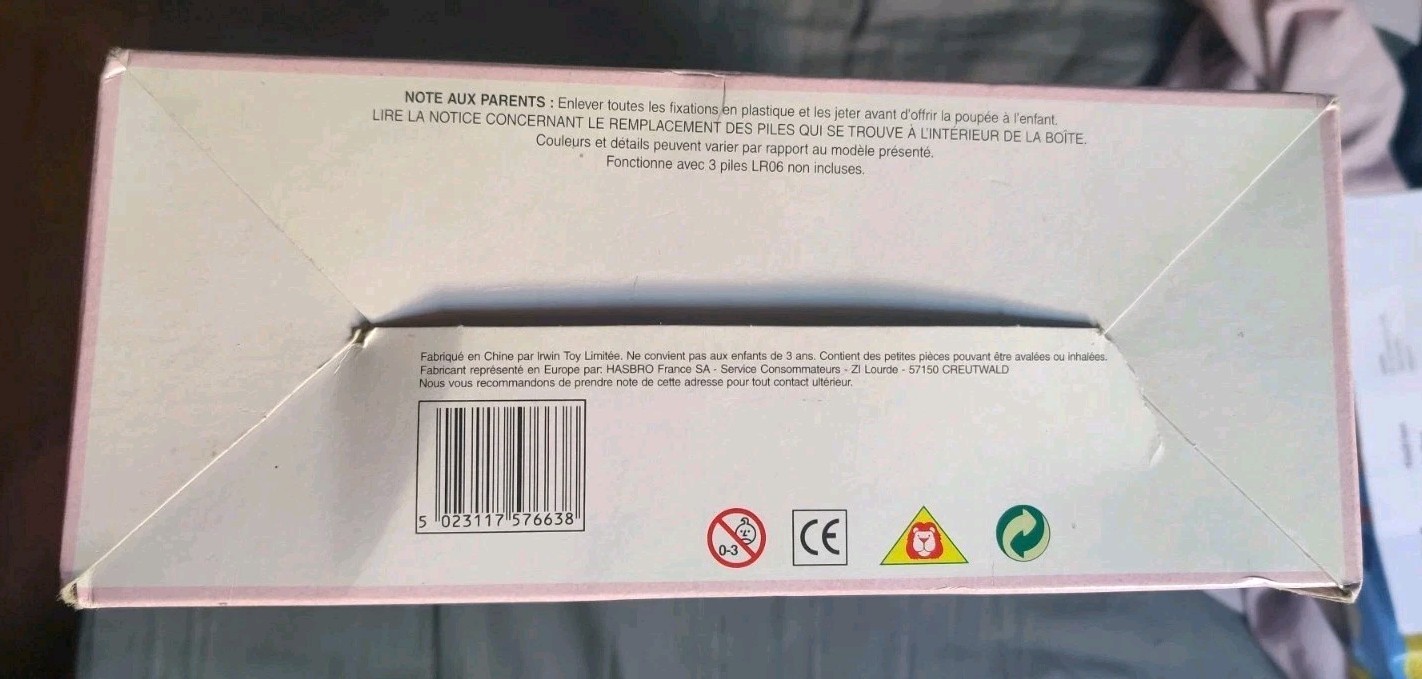 NOTE AUX PARENTS : Enlever toutes les fixations en plastique et les jeter avant d'offrir la poupée à l'enfant.
LIRE LA NOTICE CONCERNANT LE REMPLACEMENT DES PILES QUI SE TROUVE À L'INTÉRIEUR DE LA BOÎTE.
Couleurs et détails peuvent varier par rapport au modèle présenté.
Fonctionne avec 3 piles LR06 non incluses.
Fabriqué en Chine par Irwin Toy Limitée. Ne convient pas aux enfants de 3 ans. Contient des petites pièces pouvant être avalées ou inhalées.
Fabricant représenté en Europe par: HASBRO France SA - Service Consommateurs - ZI Lourde - 57150 CREUTWALD
Nous vous recommandons de prendre note de cette adresse pour tout contact ultérieur.
5 023117 576638
0-3
CE